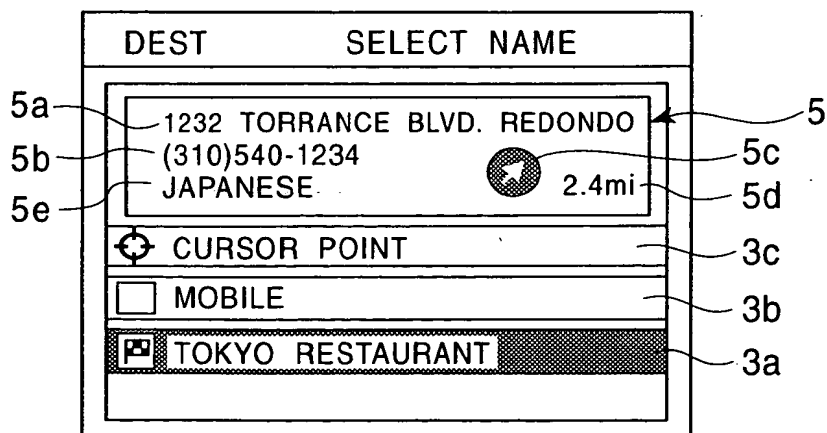 DEST SELECT NAME
5a 1232 TORRANCE BLVD. REDONDO 5
5b (310)540-1234 5c
5e JAPANESE 2.4mi 5d
CURSOR POINT 3c
MOBILE 3b
TOKYO RESTAURANT 3a